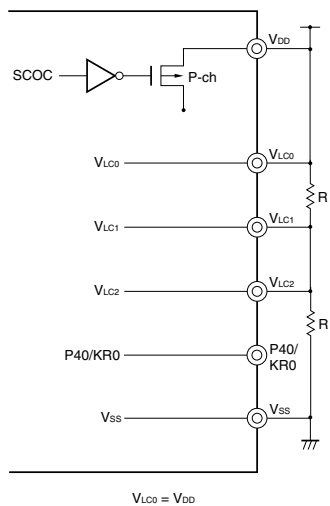 VDD
SCOC
P-ch
VLC0 VLC0
R
VLC1 VLC1
VLC2 VLC2
R
P40/KR0 P40/
KR0
VSS VSS
VLC0 = VDD